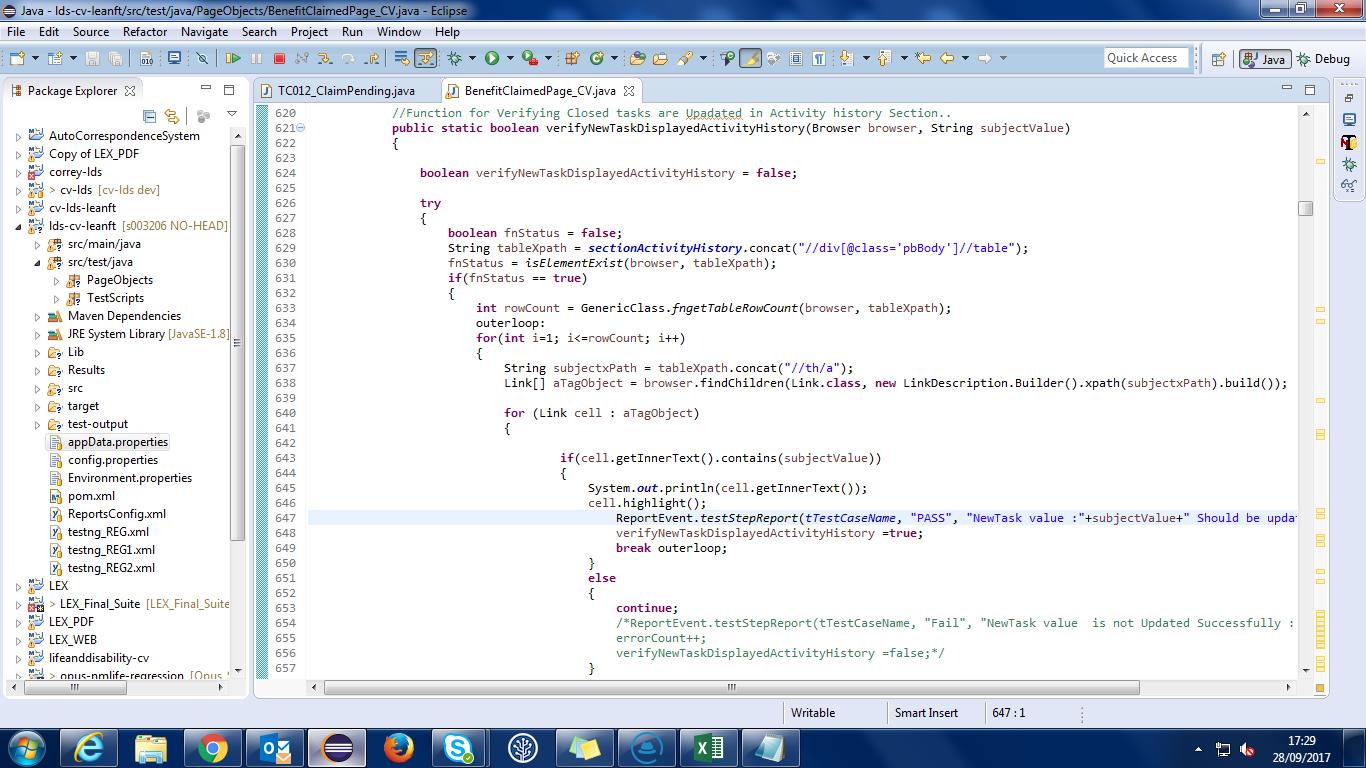 Java - lds-cv-leanft/src/test/java/PageObjects/BenefitClaimedPage_CV.java - Eclipse
File Edit Source Refactor Navigate Search Project Run Window Help
Quick Access
Java
Debug
Package Explorer
AutoCorrespondenceSystem
Copy of LEX_PDF
correy-lds
> cv-lds [cv-lds dev]
cv-lds-leanft
lds-cv-leanft [s003206 NO-HEAD]
src/main/java
src/test/java
PageObjects
TestScripts
Maven Dependencies
JRE System Library [JavaSE-1.8]
Lib
Results
src
target
test-output
appData.properties
config.properties
Environment.properties
pom.xml
ReportsConfig.xml
testng_REG.xml
testng_REG1.xml
testng_REG2.xml
LEX
> LEX_Final_Suite [LEX_Final_Suite
LEX_PDF
LEX_WEB
lifeanddisability-cv
> opus-nmlife-regression [Opus
TC012_ClaimPending.java
BenefitClaimedPage_CV.java
620 //Function for Verifying Closed tasks are Upadated in Activity history Section..
621 public static boolean verifyNewTaskDisplayedActivityHistory(Browser browser, String subjectValue)
622 {
623
624 boolean verifyNewTaskDisplayedActivityHistory = false;
625
626 try
627 {
628 boolean fnStatus = false;
629 String tableXpath = sectionActivityHistory.concat("//div[@class='pbBody']//table");
630 fnStatus = isElementExist(browser, tableXpath);
631 if(fnStatus == true)
632 {
633 int rowCount = GenericClass.fngetTableRowCount(browser, tableXpath);
634 outerloop:
635 for(int i=1; i<=rowCount; i++)
636 {
637 String subjectxPath = tableXpath.concat("//th/a");
638 Link[] aTagObject = browser.findChildren(Link.class, new LinkDescription.Builder().xpath(subjectxPath).build());
639
640 for (Link cell : aTagObject)
641 {
642
643 if(cell.getInnerText().contains(subjectValue))
644 {
645 System.out.println(cell.getInnerText());
646 cell.highlight();
647 ReportEvent.testStepReport(tTestCaseName, "PASS", "NewTask value :"+subjectValue+" Should be updat
648 verifyNewTaskDisplayedActivityHistory =true;
649 break outerloop;
650 }
651 else
652 {
653 continue;
654 /*ReportEvent.testStepReport(tTestCaseName, "Fail", "NewTask value  is not Updated Successfully :
655 errorCount++;
656 verifyNewTaskDisplayedActivityHistory =false;*/
657 }
Writable
Smart Insert
647 : 1
17:29
28/09/2017